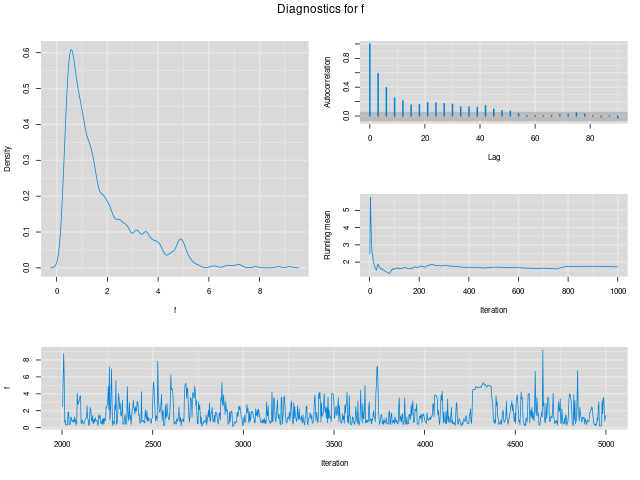 Diagnostics for f
Density
0.0 0.1 0.2 0.3 0.4 0.5 0.6
0 2 4 6 8
f
Autocorrelation
0.0 0.4 0.8
0 20 40 60 80
Lag
Running mean
2 3 4 5
0 200 400 600 800 1000
Iteration
f
0 2 4 6 8
2000 2500 3000 3500 4000 4500 5000
Iteration